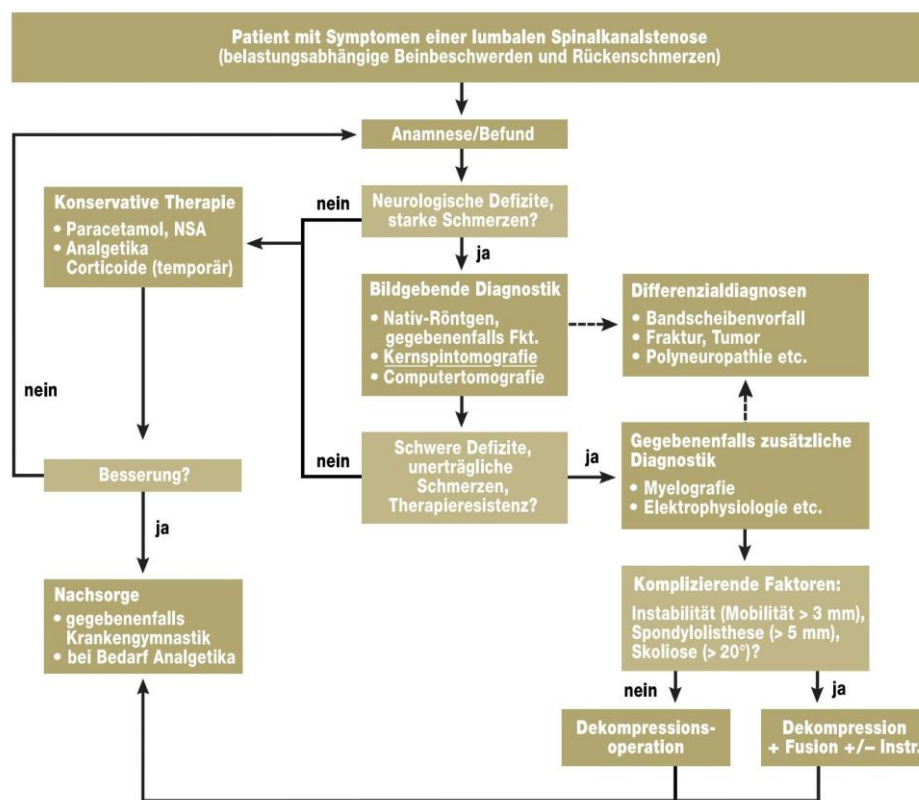 Patient mit Symptomen einer lumbalen Spinalkanalstenose
(belastungsabhängige Beinbeschwerden und Rückenschmerzen)
Anamnese/Befund
Neurologische Defizite,
starke Schmerzen?
nein
ja
Konservative Therapie
• Paracetamol, NSA
• Analgetika
Corticoide (temporär)
Bildgebende Diagnostik
• Nativ-Röntgen,
gegebenenfalls Fkt.
• Kernspintomografie
• Computertomografie
Differenzialdiagnosen
• Bandscheibenvorfall
• Fraktur, Tumor
• Polyneuropathie etc.
nein
Besserung?
ja
nein
Schwere Defizite,
unerträgliche
Schmerzen,
Therapieresistenz?
ja
Gegebenenfalls zusätzliche
Diagnostik
• Myelografie
• Elektrophysiologie etc.
Nachsorge
• gegebenenfalls
Krankengymnastik
• bei Bedarf Analgetika
Komplizierende Faktoren:
Instabilität (Mobilität > 3 mm),
Spondylolisthese (> 5 mm),
Skoliose (> 20°)?
nein
ja
Dekompressions-
operation
Dekompression
+ Fusion +/– Instr.